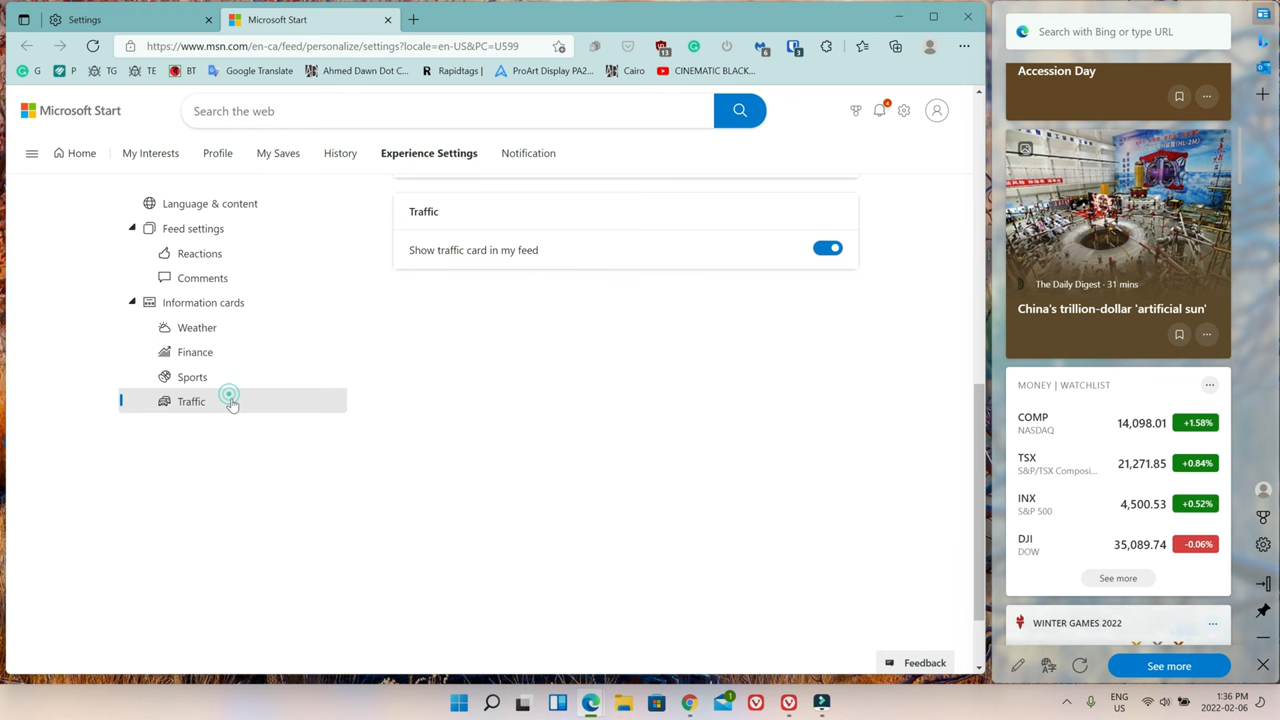 Settings
Microsoft Start
https://www.msn.com/en-ca/feed/personalize/settings?locale=en-US&PC=U599
13
6
3
G
P
TG
TE
BT
Google Translate
Ahmed Dawn Dot C...
Rapidtags |
ProArt Display PA2...
Cairo
CINEMATIC BLACK...
Microsoft Start
Search the web
4
Home
My Interests
Profile
My Saves
History
Experience Settings
Notification
Language & content
Feed settings
Reactions
Comments
Information cards
Weather
Finance
Sports
Traffic
Traffic
Show traffic card in my feed
Feedback
Search with Bing or type URL
Accession Day
The Daily Digest · 31 mins
China's trillion-dollar 'artificial sun'
MONEY | WATCHLIST
COMP 14,098.01 +1.58%
NASDAQ
TSX 21,271.85 +0.84%
S&P/TSX Composi...
INX 4,500.53 +0.52%
S&P 500
DJI 35,089.74 -0.06%
DOW
See more
WINTER GAMES 2022
See more
1
ENG
US
1:36 PM
2022-02-06